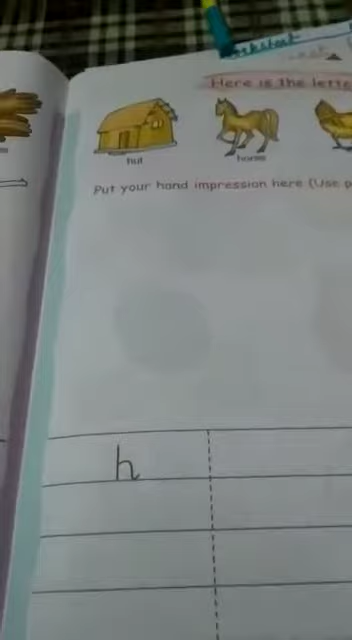 Here is the lette
hut
horse
Put your hand impression here (Use p
h